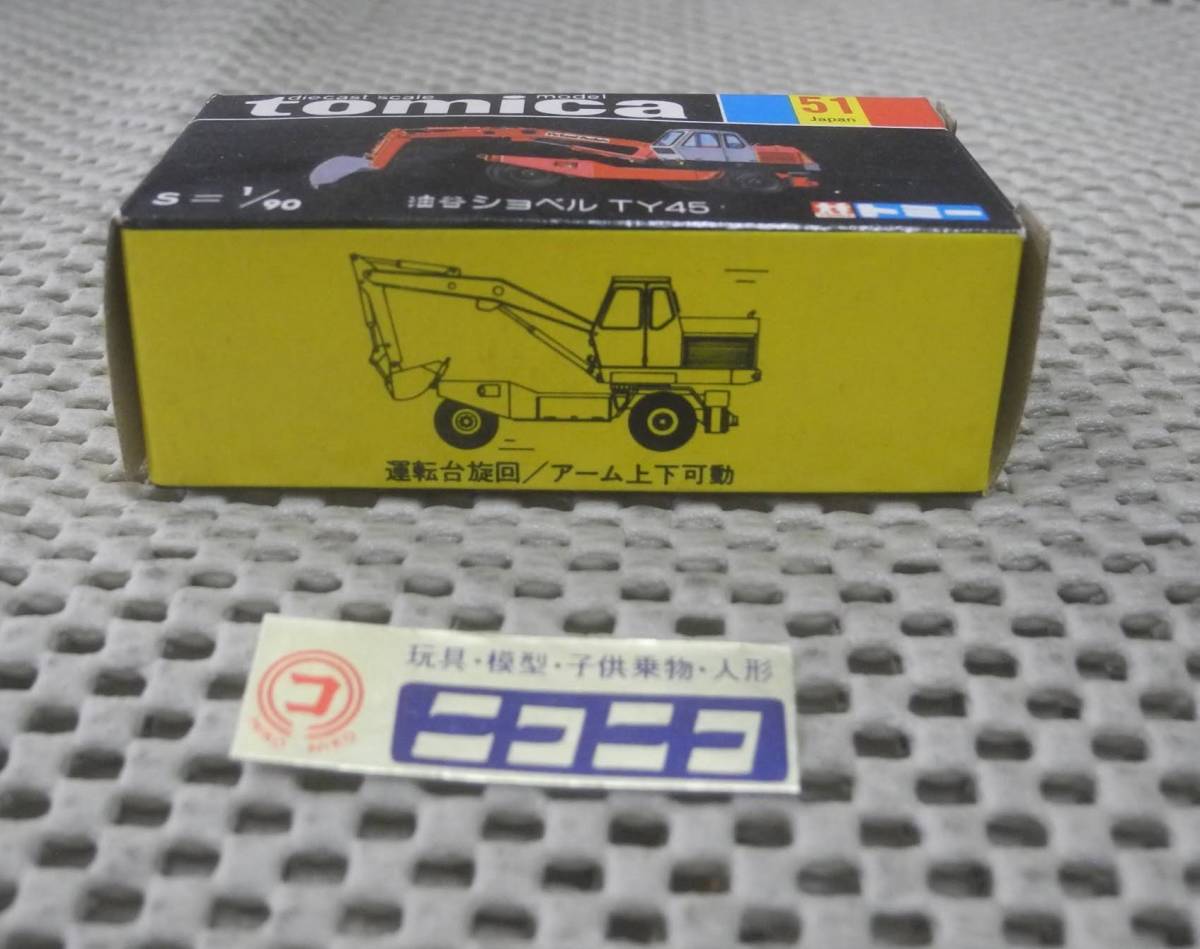 diecast scale model
tomica
51
Japan
S = 1/90
油谷ショベル TY45
トミー
運転台旋回/アーム上下可動
玩具・模型・子供乗物・人形
コ
ニコニコ
NIKO NIKO